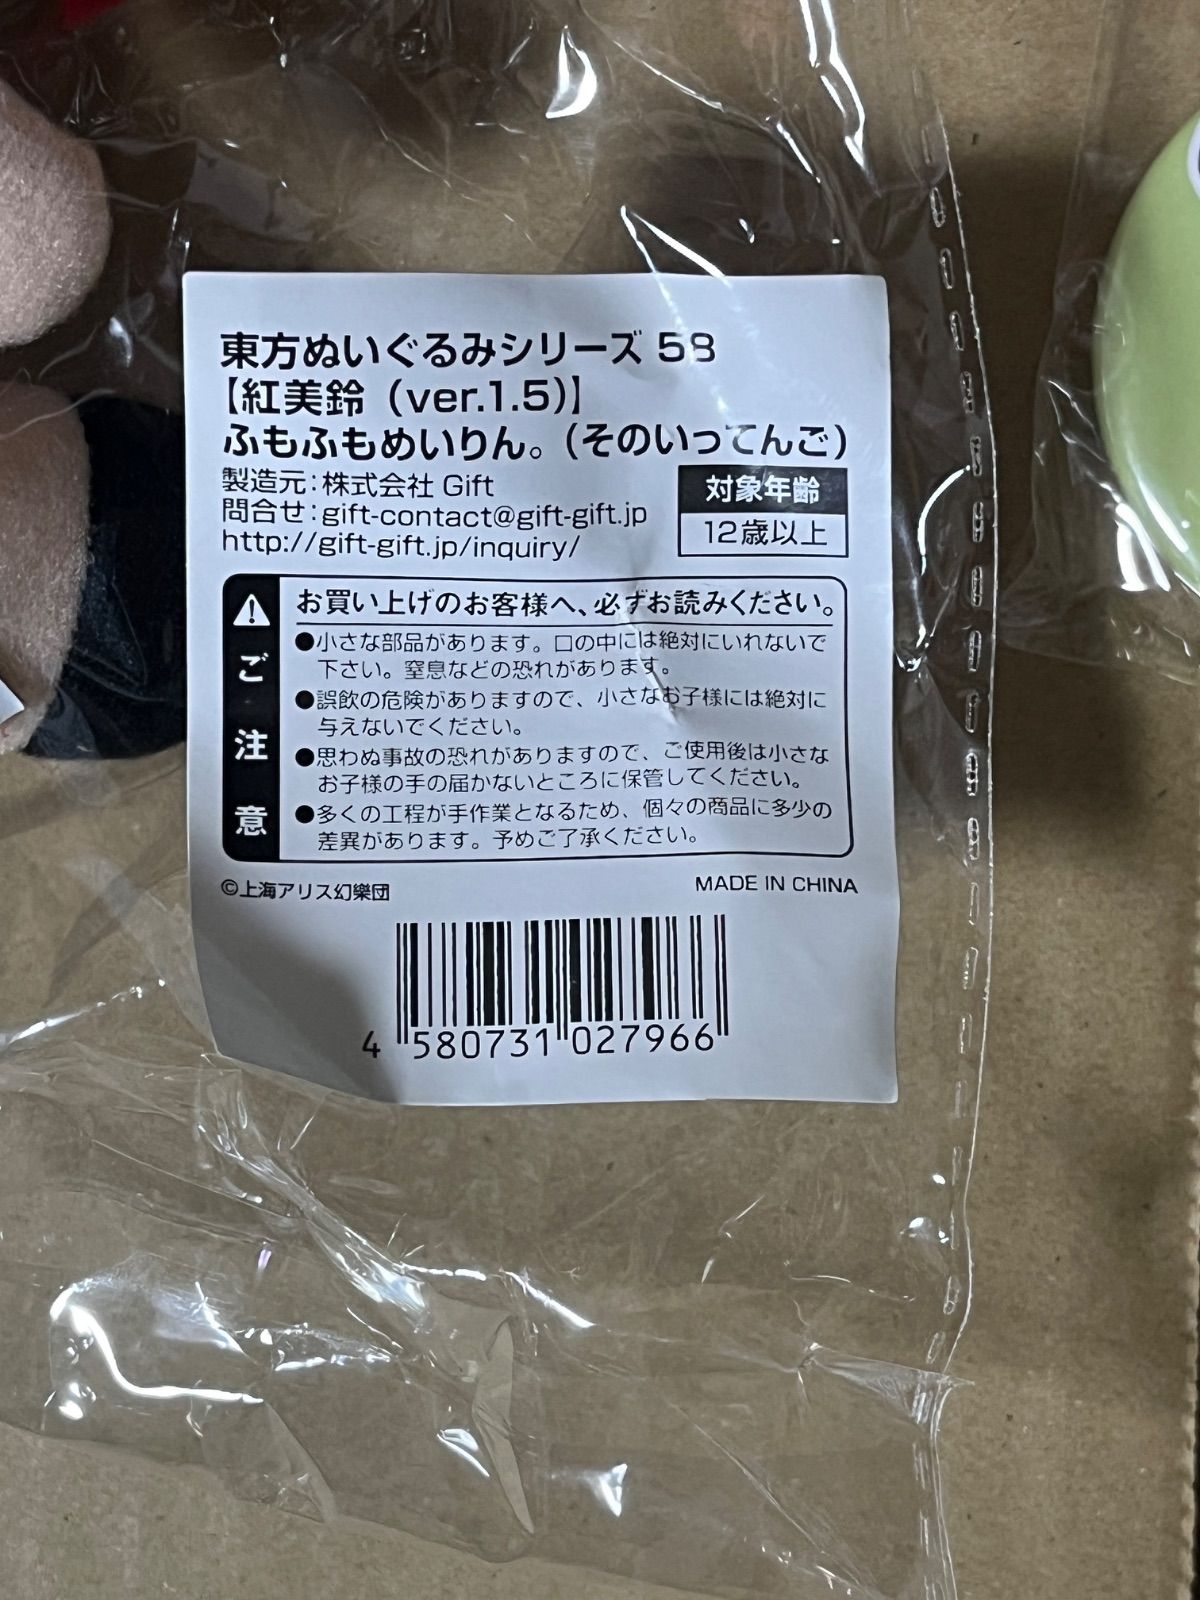 東方ぬいぐるみシリーズ 58
【紅美鈴（ver.1.5)】
ふもふもめいりん。（そのいってんご）
製造元：株式会社 Gift
問合せ：gift-contact@gift-gift.jp
http://gift-gift.jp/inquiry/
対象年齢
12歳以上
⚠ご注意
お買い上げのお客様へ、必ずお読みください。
●小さな部品があります。口の中には絶対にいれないで
下さい。窒息などの恐れがあります。
●誤飲の危険がありますので、小さなお子様には絶対に
与えないでください。
●思わぬ事故の恐れがありますので、ご使用後は小さな
お子様の手の届かないところに保管してください。
●多くの工程が手作業となるため、個々の商品に多少の
差異があります。予めご了承ください。
©上海アリス幻樂団
MADE IN CHINA
4 580731 027966